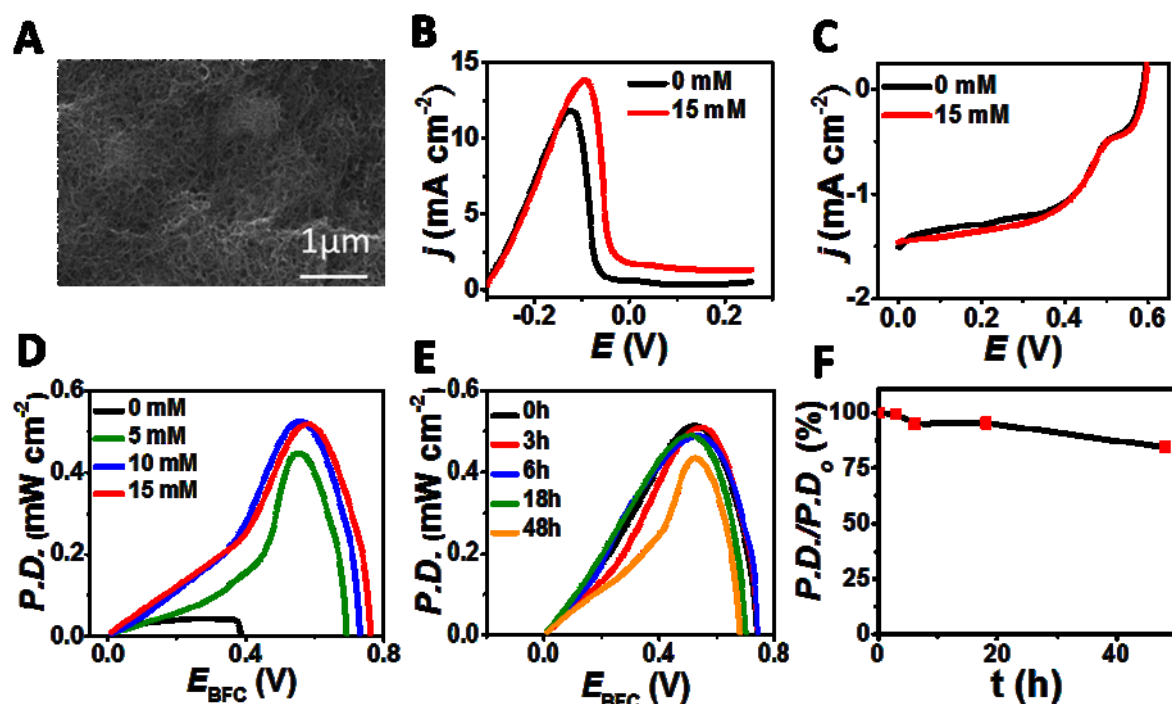 A
1µm
B
15
10
5
0
j (mA cm-2)
0 mM
15 mM
-0.2
0.0
0.2
E (V)
C
0
-1
-2
j (mA cm-2)
0 mM
15 mM
0.0
0.2
0.4
0.6
E (V)
D
0.6
0.4
0.2
0.0
P.D. (mW cm-2)
0 mM
5 mM
10 mM
15 mM
0.0
0.4
0.8
EBFC (V)
E
0.6
0.4
0.2
0.0
P.D. (mW cm-2)
0h
3h
6h
18h
48h
0.0
0.4
0.8
EBFC (V)
F
100
75
50
25
0
P.D./P.Do (%)
0
20
40
t (h)